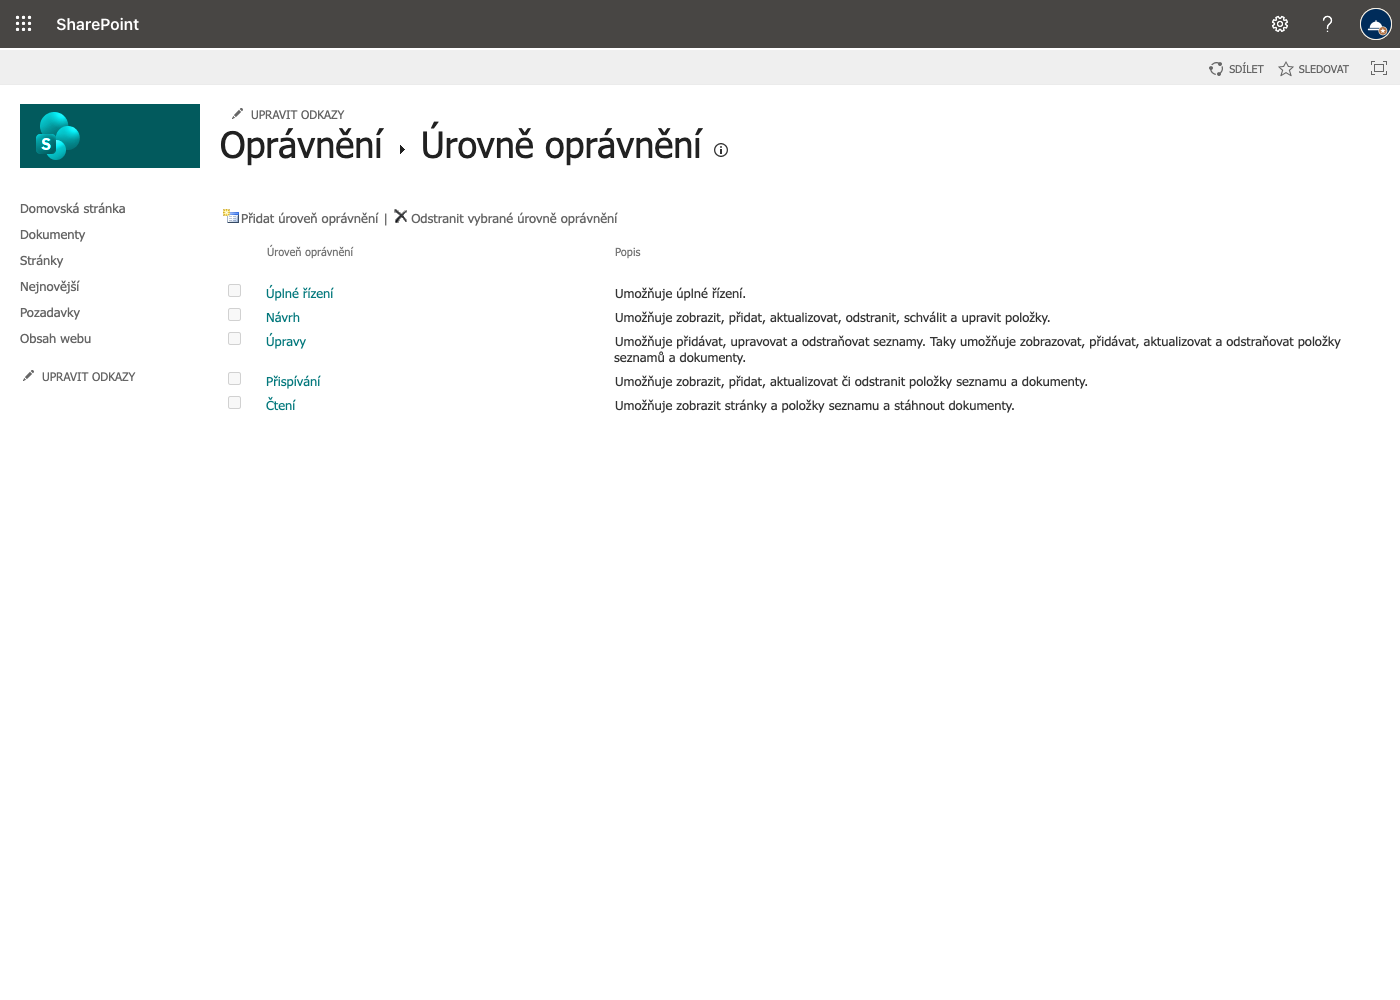 SharePoint
SDÍLET
SLEDOVAT
S
UPRAVIT ODKAZY
Oprávnění ▸ Úrovně oprávnění
Domovská stránka
Dokumenty
Stránky
Nejnovější
Pozadavky
Obsah webu
UPRAVIT ODKAZY
Přidat úroveň oprávnění | Odstranit vybrané úrovně oprávnění
Úroveň oprávnění Popis
Úplné řízení Umožňuje úplné řízení.
Návrh Umožňuje zobrazit, přidat, aktualizovat, odstranit, schválit a upravit položky.
Úpravy Umožňuje přidávat, upravovat a odstraňovat seznamy. Taky umožňuje zobrazovat, přidávat, aktualizovat a odstraňovat položky
seznamů a dokumenty.
Přispívání Umožňuje zobrazit, přidat, aktualizovat či odstranit položky seznamu a dokumenty.
Čtení Umožňuje zobrazit stránky a položky seznamu a stáhnout dokumenty.